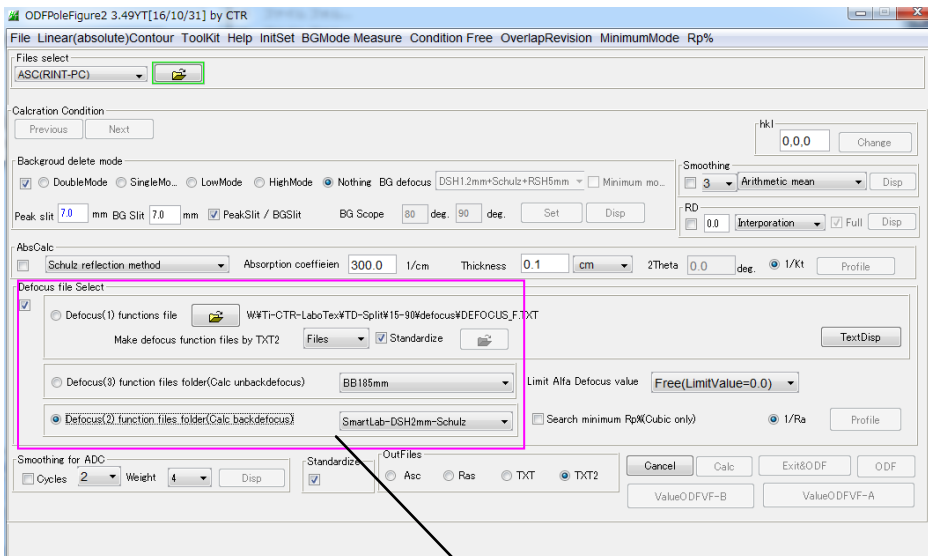 ODFPoleFigure2 3.49YT[16/10/31] by CTR
File Linear(absolute)Contour ToolKit Help InitSet BGMode Measure Condition Free OverlapRevision MinimumMode Rp%
Files select
ASC(RINT-PC)
Calcration Condition
Previous Next
hkl
0,0,0 Change
Backgroud delete mode
DoubleMode SingleMo... LowMode HighMode Nothing BG defocus DSH1.2mm+Schulz+RSH5mm Minimum mo...
Smoothing
3 Arithmetic mean Disp
Peak slit 7.0 mm BG Slit 7.0 mm PeakSlit / BGSlit BG Scope 80 deg. 90 deg. Set Disp
RD
0.0 Interporation Full Disp
AbsCalc
Schulz reflection method Absorption coeffieien 300.0 1/cm Thickness 0.1 cm 2Theta 0.0 deg. 1/Kt Profile
Defocus file Select
Defocus(1) functions file W¥Ti-CTR-LaboTex¥TD-Split¥15-90¥defocus¥DEFOCUS_F.TXT
Make defocus function files by TXT2 Files Standardize
TextDisp
Defocus(3) function files folder(Calc unbackdefocus) BB185mm Limit Alfa Defocus value Free(LimitValue=0.0)
Defocus(2) function files folder(Calc backdefocus) SmartLab-DSH2mm-Schulz Search minimum Rp%(Cubic only) 1/Ra Profile
Smoothing for ADC
Cycles 2 Weight 4 Disp
Standardize
OutFiles
Asc Ras TXT TXT2
Cancel Calc Exit&ODF ODF
ValueODFVF-B ValueODFVF-A